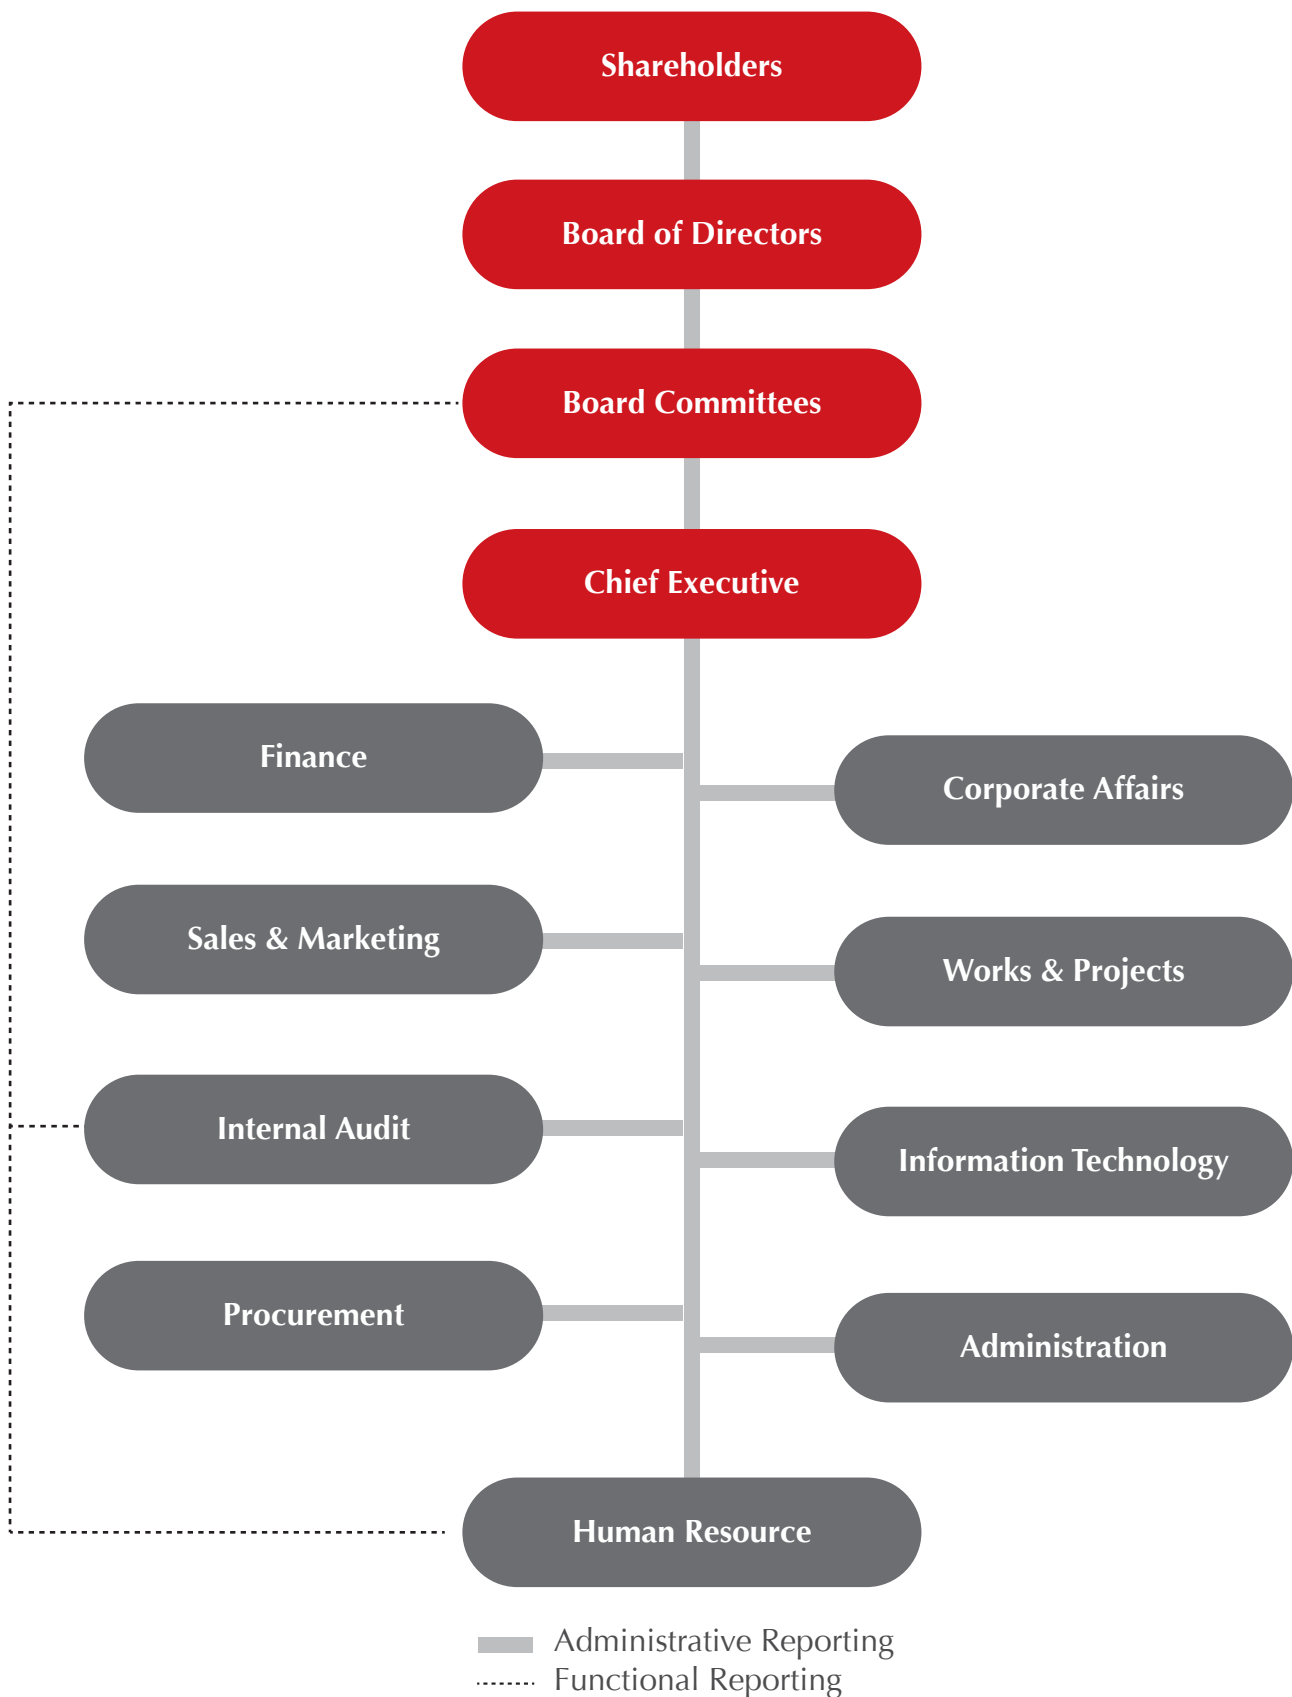 Shareholders
Board of Directors
Board Committees
Chief Executive
Finance
Corporate Affairs
Sales & Marketing
Works & Projects
Internal Audit
Information Technology
Procurement
Administration
Human Resource
Administrative Reporting
Functional Reporting